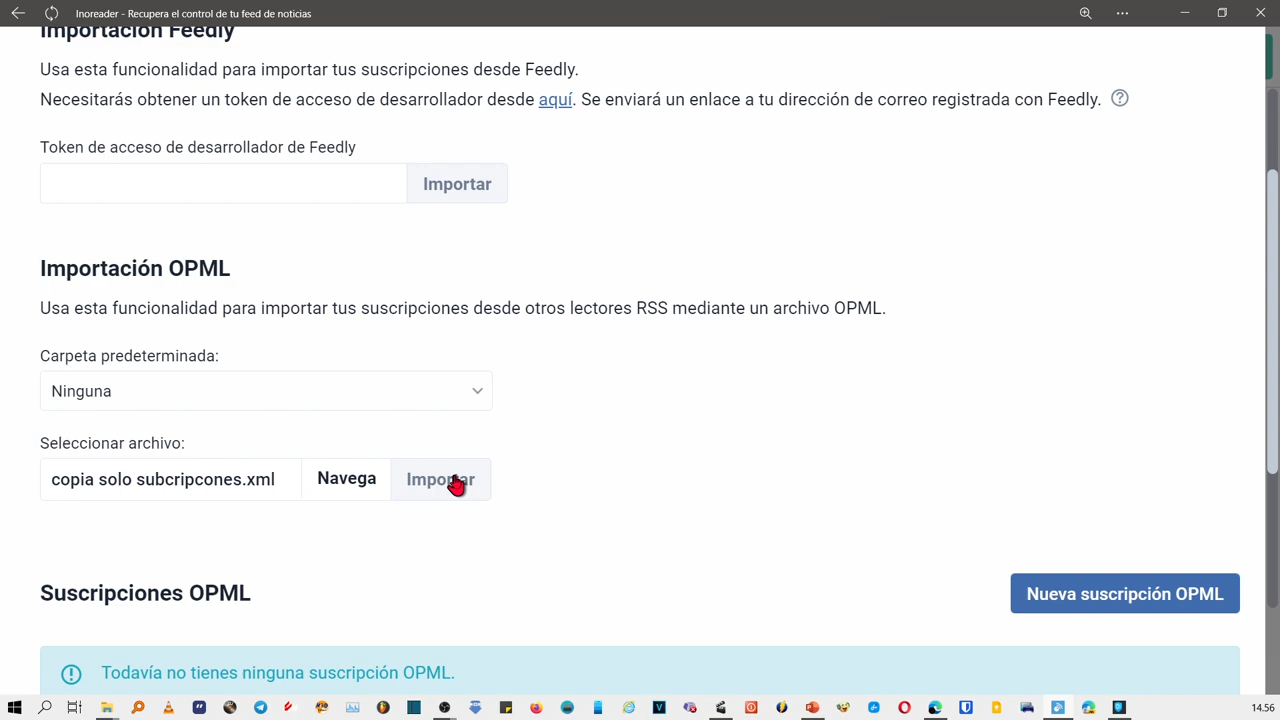 Inoreader - Recupera el control de tu feed de noticias
Importación Feedly
Usa esta funcionalidad para importar tus suscripciones desde Feedly.
Necesitarás obtener un token de acceso de desarrollador desde aquí. Se enviará un enlace a tu dirección de correo registrada con Feedly.
Token de acceso de desarrollador de Feedly
Importar
Importación OPML
Usa esta funcionalidad para importar tus suscripciones desde otros lectores RSS mediante un archivo OPML.
Carpeta predeterminada:
Ninguna
Seleccionar archivo:
copia solo subcripcones.xml Navega Importar
Suscripciones OPML
Nueva suscripción OPML
Todavía no tienes ninguna suscripción OPML.
14.56